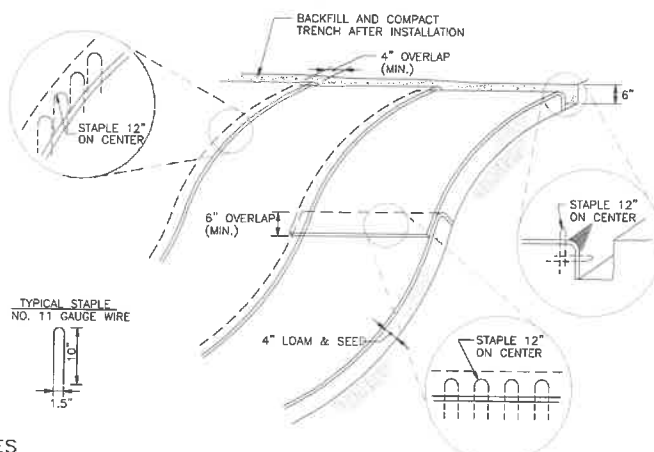 BACKFILL AND COMPACT
TRENCH AFTER INSTALLATION
4" OVERLAP
(MIN.)
6"
STAPLE 12"
ON CENTER
6" OVERLAP
(MIN.)
STAPLE 12"
ON CENTER
TYPICAL STAPLE
NO. 11 GAUGE WIRE
10"
1.5"
4" LOAM & SEED
STAPLE 12"
ON CENTER
ES